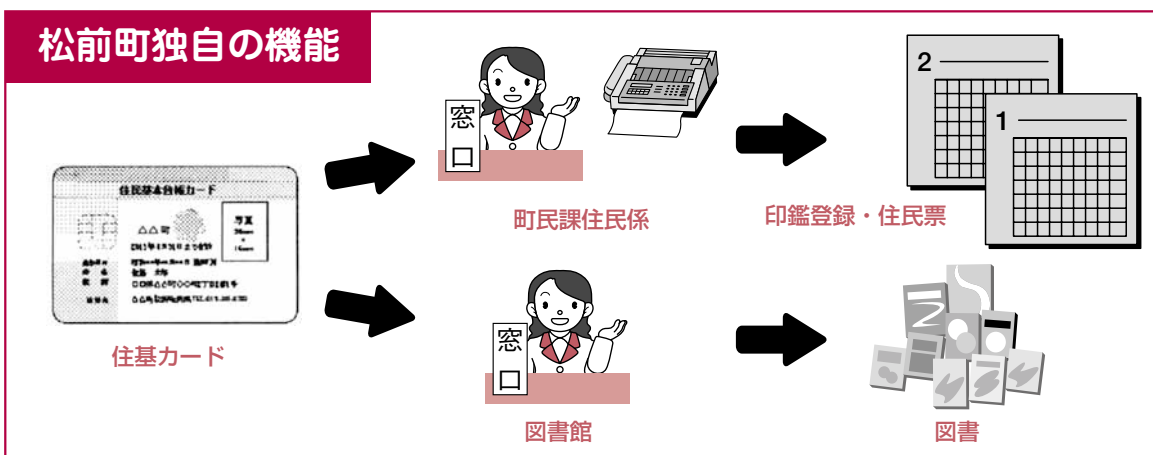 松前町独自の機能
窓口
2
1
住民基本台帳カード
△△町
写真
町民課住民係
印鑑登録・住民票
住基カード
窓口
図書館
図書